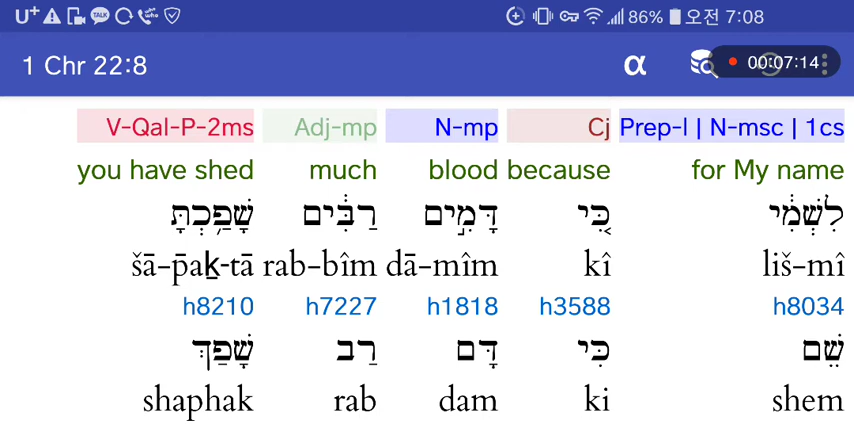 U+ TALK who 86% 오전 7:08
1 Chr 22:8 α 00:07:14
V-Qal-P-2ms Adj-mp N-mp Cj Prep-l | N-msc | 1cs
you have shed much blood because for My name
לִשְׁמִ֔י כִּ֚י דָּמִ֣ים רַבִּ֔ים שָׁפַ֥כְתָּ
šā-p̄aḵ-tā rab-bîm dā-mîm kî liš-mî
h8210 h7227 h1818 h3588 h8034
שֵׁם כִּי דָּם רַב שָׁפַךְ
shaphak rab dam ki shem